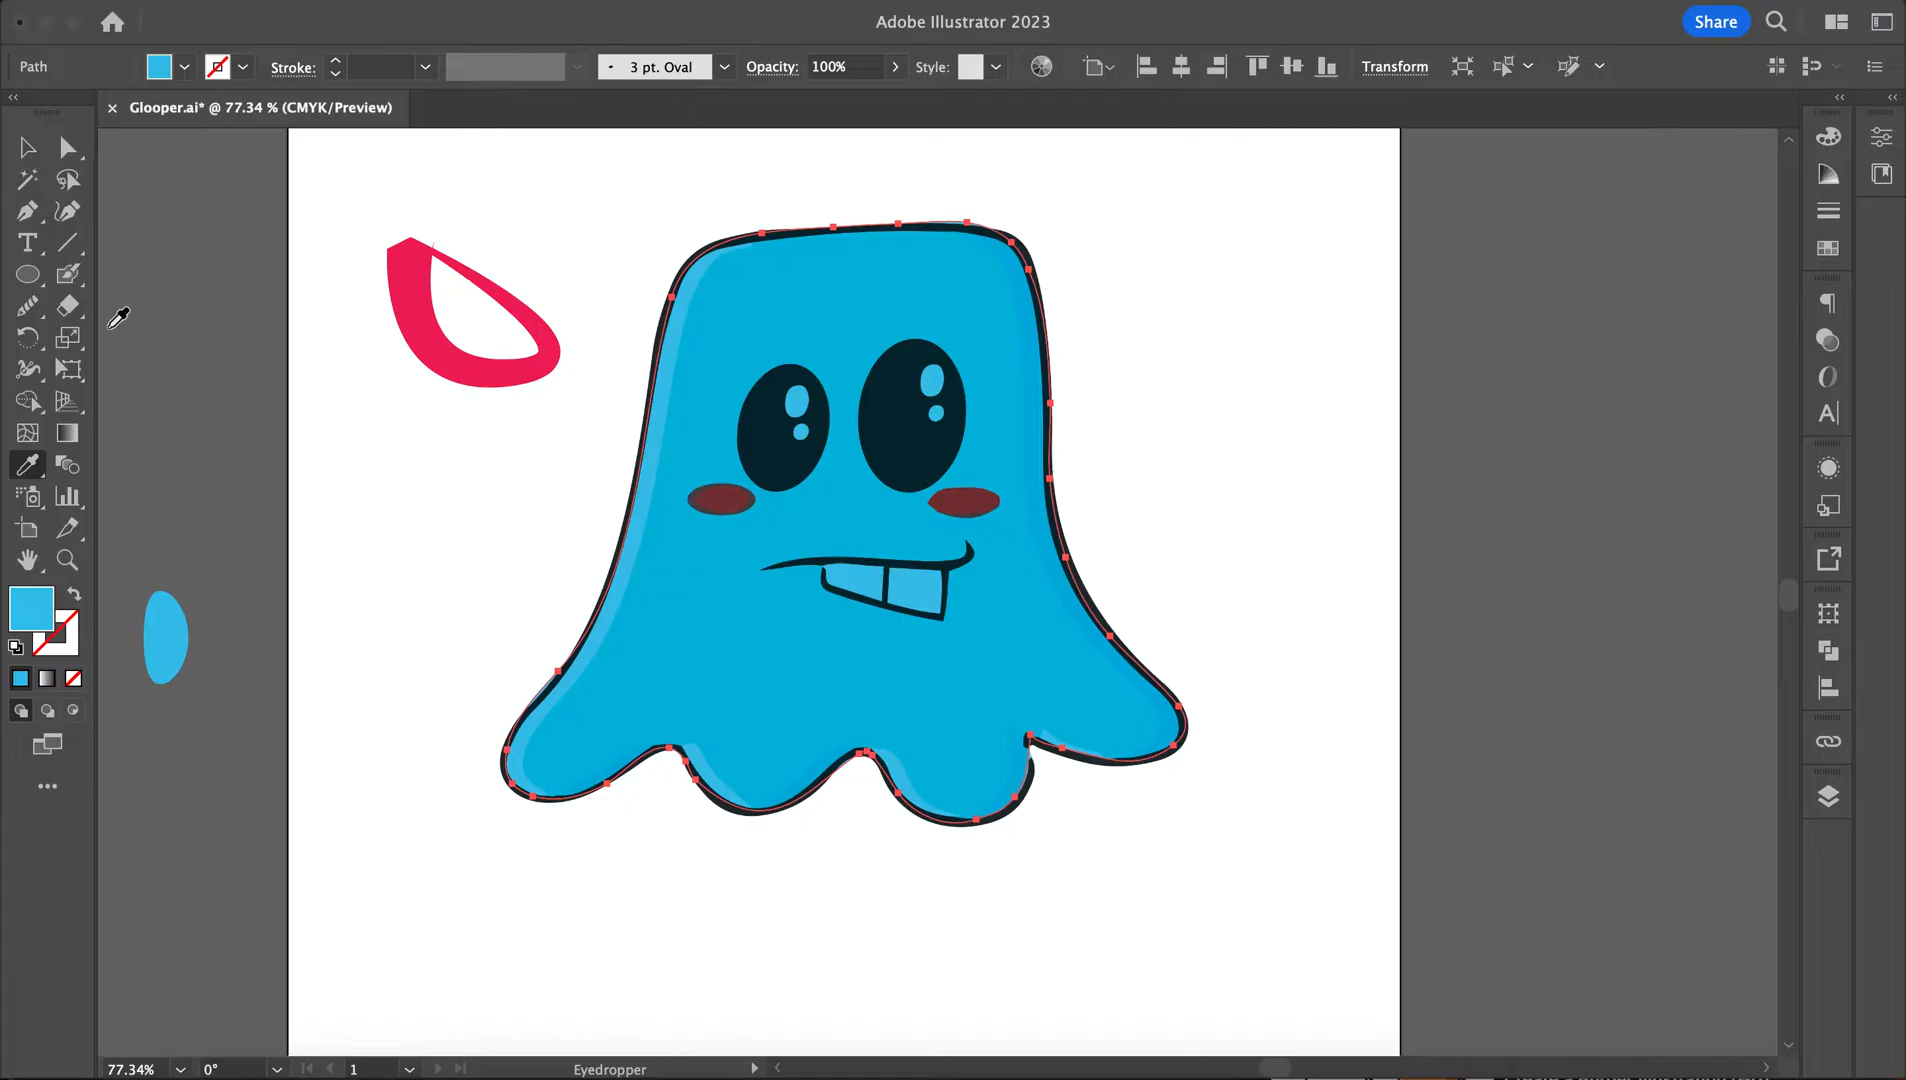 Adobe Illustrator 2023
Share
Path
Stroke:
3 pt. Oval
Opacity:
100%
Style:
Transform
Glooper.ai* @ 77.34 % (CMYK/Preview)
77.34%
0°
1
Eyedropper